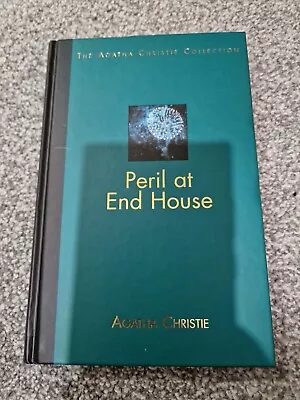 THE AGATHA CHRISTIE COLLECTION
Peril at
End House
AGATHA CHRISTIE